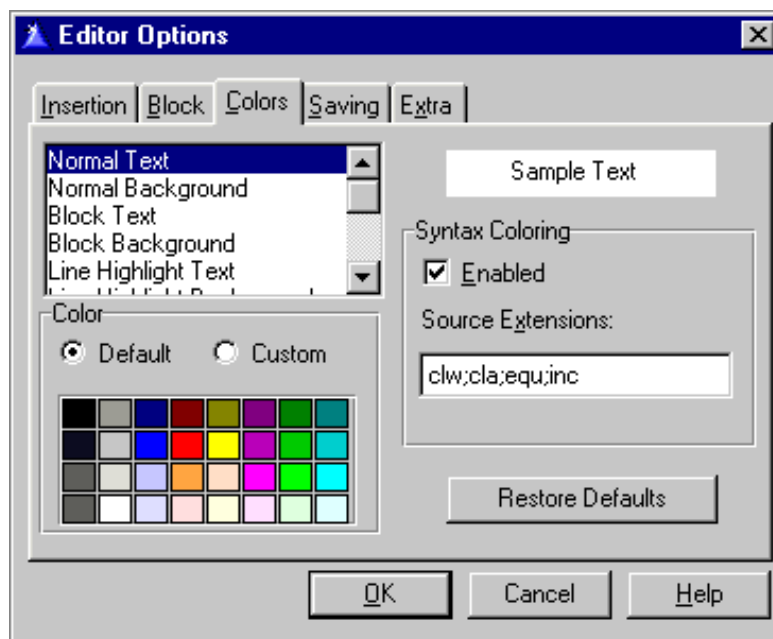 Editor Options
Insertion Block Colors Saving Extra
Normal Text
Normal Background
Block Text
Block Background
Line Highlight Text
Sample Text
Syntax Coloring
Enabled
Source Extensions:
clw;cla;equ;inc
Color
Default Custom
Restore Defaults
OK Cancel Help